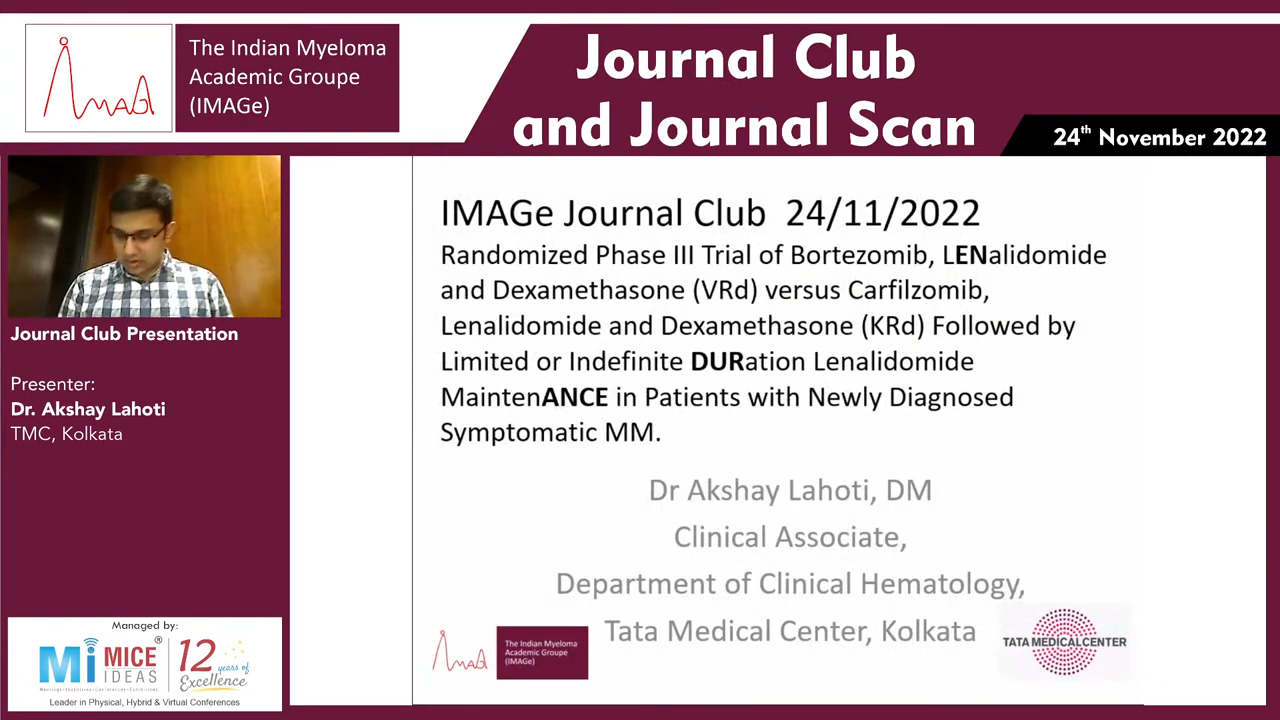 The Indian Myeloma
Academic Groupe
(IMAGe)
Journal Club
and Journal Scan
24th November 2022
IMAGe Journal Club 24/11/2022
Randomized Phase III Trial of Bortezomib, LENalidomide
and Dexamethasone (VRd) versus Carfilzomib,
Lenalidomide and Dexamethasone (KRd) Followed by
Limited or Indefinite DURation Lenalidomide
MaintenANCE in Patients with Newly Diagnosed
Symptomatic MM.
Dr Akshay Lahoti, DM
Clinical Associate,
Department of Clinical Hematology,
Tata Medical Center, Kolkata
The Indian Myeloma
Academic Groupe
(IMAGe)
TATA MEDICAL CENTER
Journal Club Presentation
Presenter:
Dr. Akshay Lahoti
TMC, Kolkata
Managed by:
Mi MICE
IDEAS
®
12
years of
Excellence
Leader in Physical, Hybrid & Virtual Conferences